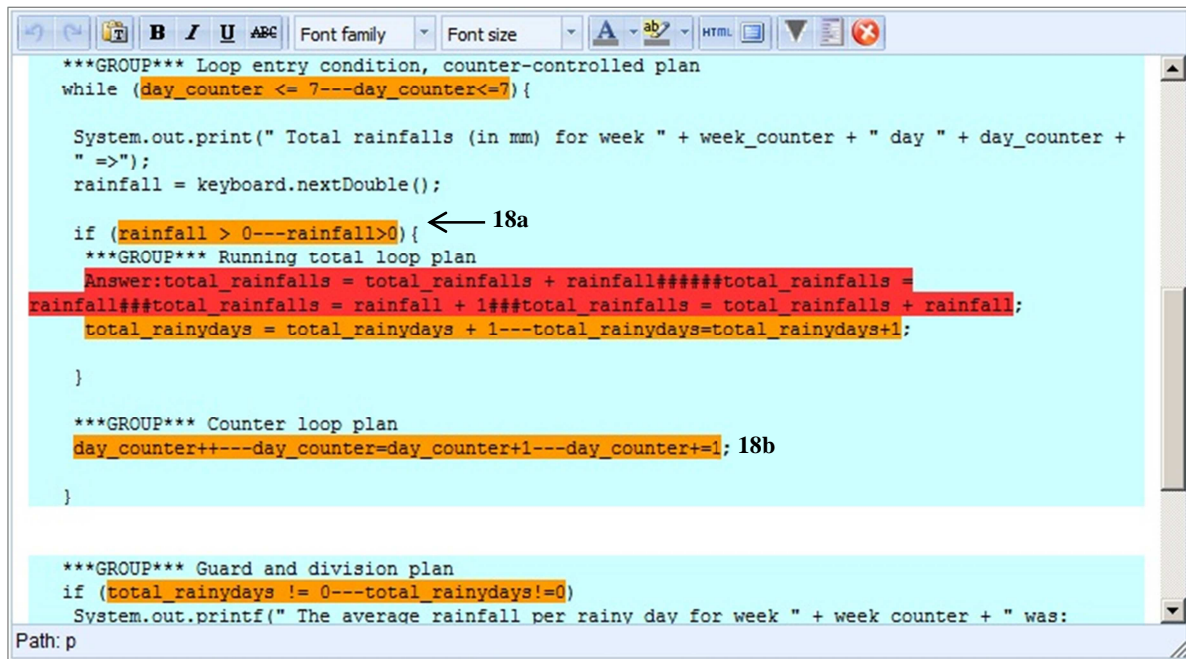 B I U ABC Font family Font size A ab HTML
***GROUP*** Loop entry condition, counter-controlled plan
while (day_counter <= 7---day_counter<=7){
System.out.print(" Total rainfalls (in mm) for week " + week_counter + " day " + day_counter +
" =>");
rainfall = keyboard.nextDouble();
18a
if (rainfall > 0---rainfall>0){
***GROUP*** Running total loop plan
Answer:total_rainfalls = total_rainfalls + rainfall######total_rainfalls =
rainfall###total_rainfalls = rainfall + 1###total_rainfalls = total_rainfalls + rainfall;
total_rainydays = total_rainydays + 1---total_rainydays=total_rainydays+1;
}
***GROUP*** Counter loop plan
day_counter++---day_counter=day_counter+1---day_counter+=1; 18b
}
***GROUP*** Guard and division plan
if (total_rainydays != 0---total_rainydays!=0)
System.out.printf(" The average rainfall per rainy day for week " + week_counter + " was:
Path: p